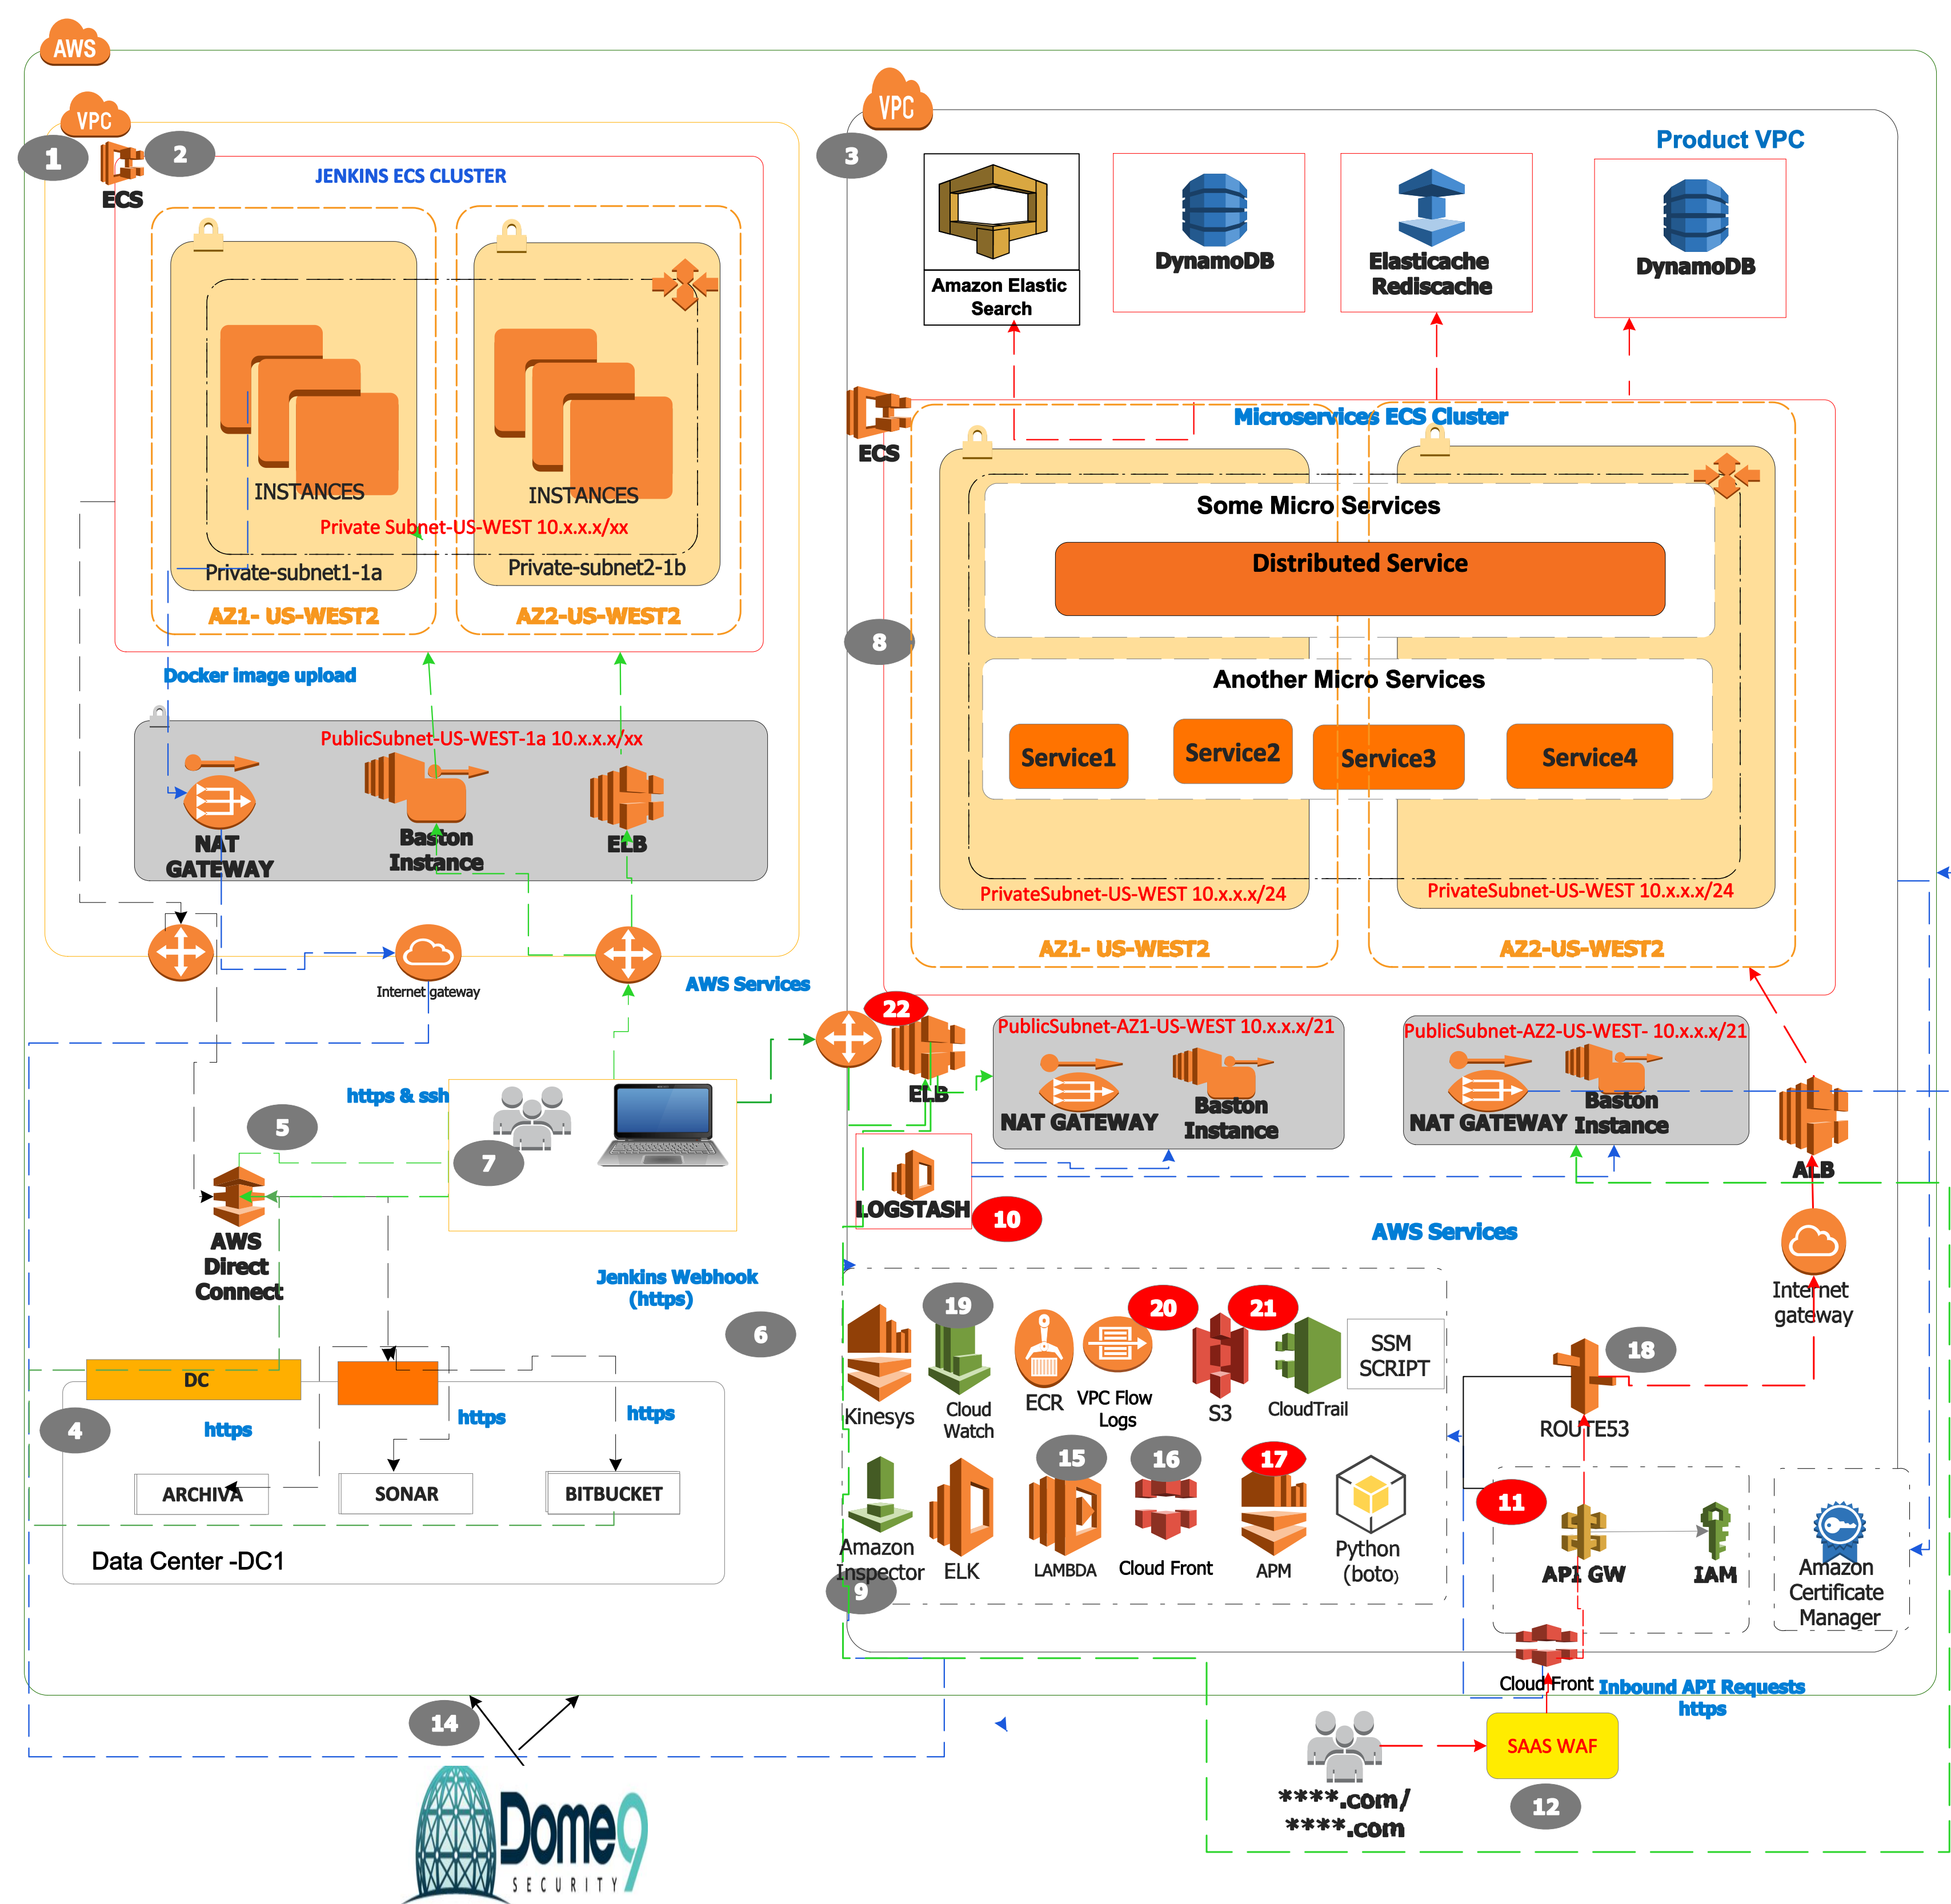 AWS
VPC
1
2
ECS
JENKINS ECS CLUSTER
INSTANCES
INSTANCES
Private Subnet-US-WEST 10.x.x.x/xx
Private-subnet1-1a
Private-subnet2-1b
AZ1- US-WEST2
AZ2-US-WEST2
Docker image upload
PublicSubnet-US-WEST-1a 10.x.x.x/xx
NAT
GATEWAY
Baston
Instance
ELB
Internet gateway
AWS Services
https & ssh
5
7
AWS
Direct
Connect
Jenkins Webhook
(https)
6
DC
4
https
https
https
ARCHIVA
SONAR
BITBUCKET
Data Center -DC1
14
Dome9
SECURITY
VPC
3
Product VPC
Amazon Elastic
Search
DynamoDB
Elasticache
Rediscache
DynamoDB
ECS
Microservices ECS Cluster
Some Micro Services
Distributed Service
8
Another Micro Services
Service1
Service2
Service3
Service4
PrivateSubnet-US-WEST 10.x.x.x/24
PrivateSubnet-US-WEST 10.x.x.x/24
AZ1- US-WEST2
AZ2-US-WEST2
22
ELB
PublicSubnet-AZ1-US-WEST 10.x.x.x/21
NAT GATEWAY
Baston
Instance
PublicSubnet-AZ2-US-WEST- 10.x.x.x/21
NAT GATEWAY
Baston
Instance
ALB
LOGSTASH
10
AWS Services
Internet
gateway
19
20
21
Kinesys
Cloud
Watch
ECR
VPC Flow
Logs
S3
CloudTrail
SSM
SCRIPT
18
ROUTE53
15
16
17
Amazon
Inspector
ELK
LAMBDA
Cloud Front
APM
Python
(boto)
9
11
API GW
IAM
Amazon
Certificate
Manager
Cloud Front
Inbound API Requests
https
SAAS WAF
12
****.com/
****.com